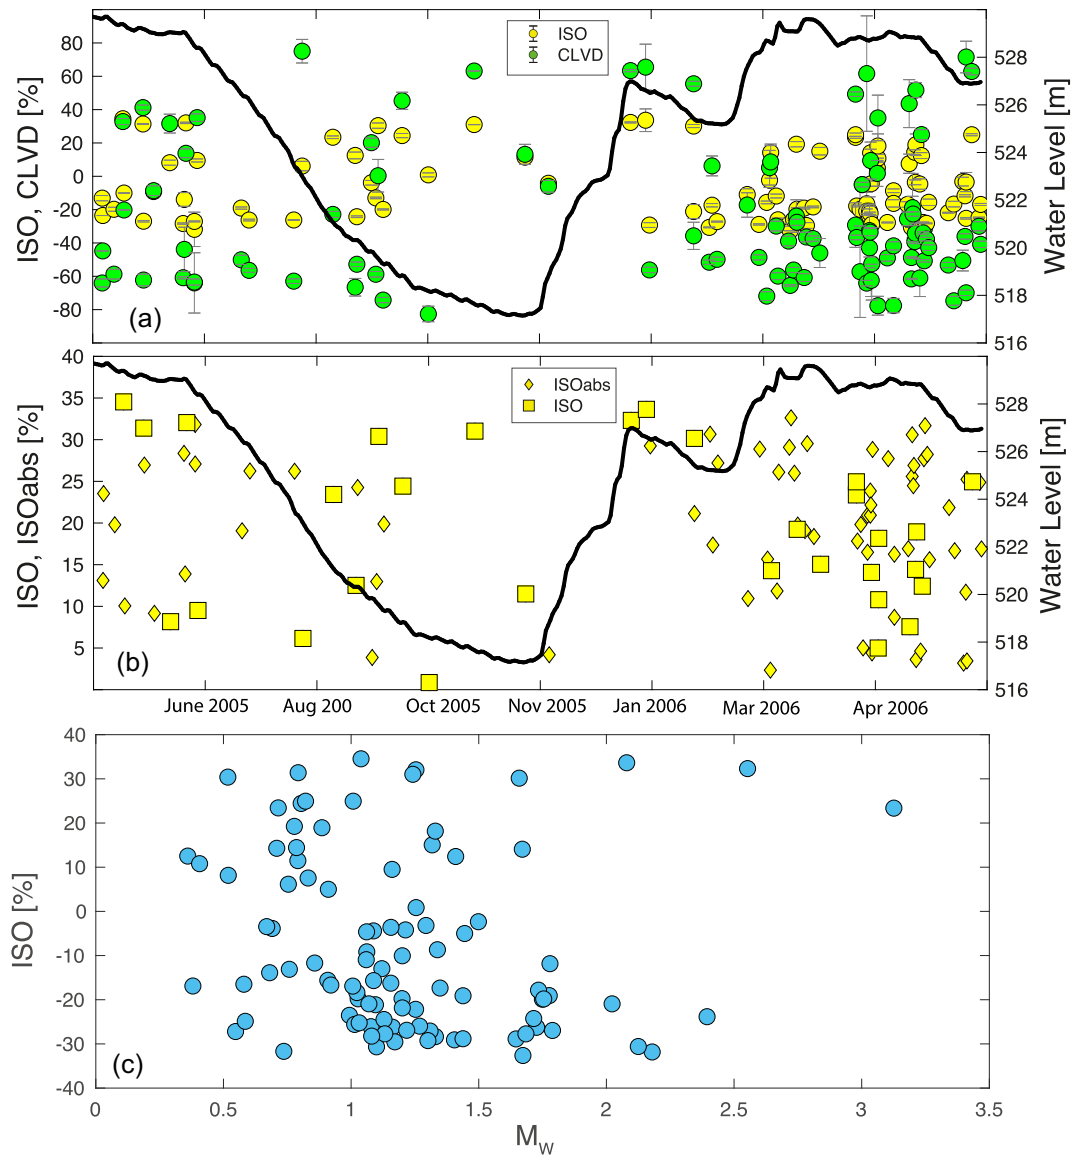 80
60
40
20
0
-20
-40
-60
-80
ISO, CLVD [%]
ISO
CLVD
528
526
524
522
520
518
516
Water Level [m]
(a)
40
35
30
25
20
15
10
5
ISO, ISOabs [%]
ISOabs
ISO
528
526
524
522
520
518
516
Water Level [m]
(b)
June 2005 Aug 200 Oct 2005 Nov 2005 Jan 2006 Mar 2006 Apr 2006
40
30
20
10
0
-10
-20
-30
-40
ISO [%]
(c)
0 0.5 1 1.5 2 2.5 3 3.5
Mw